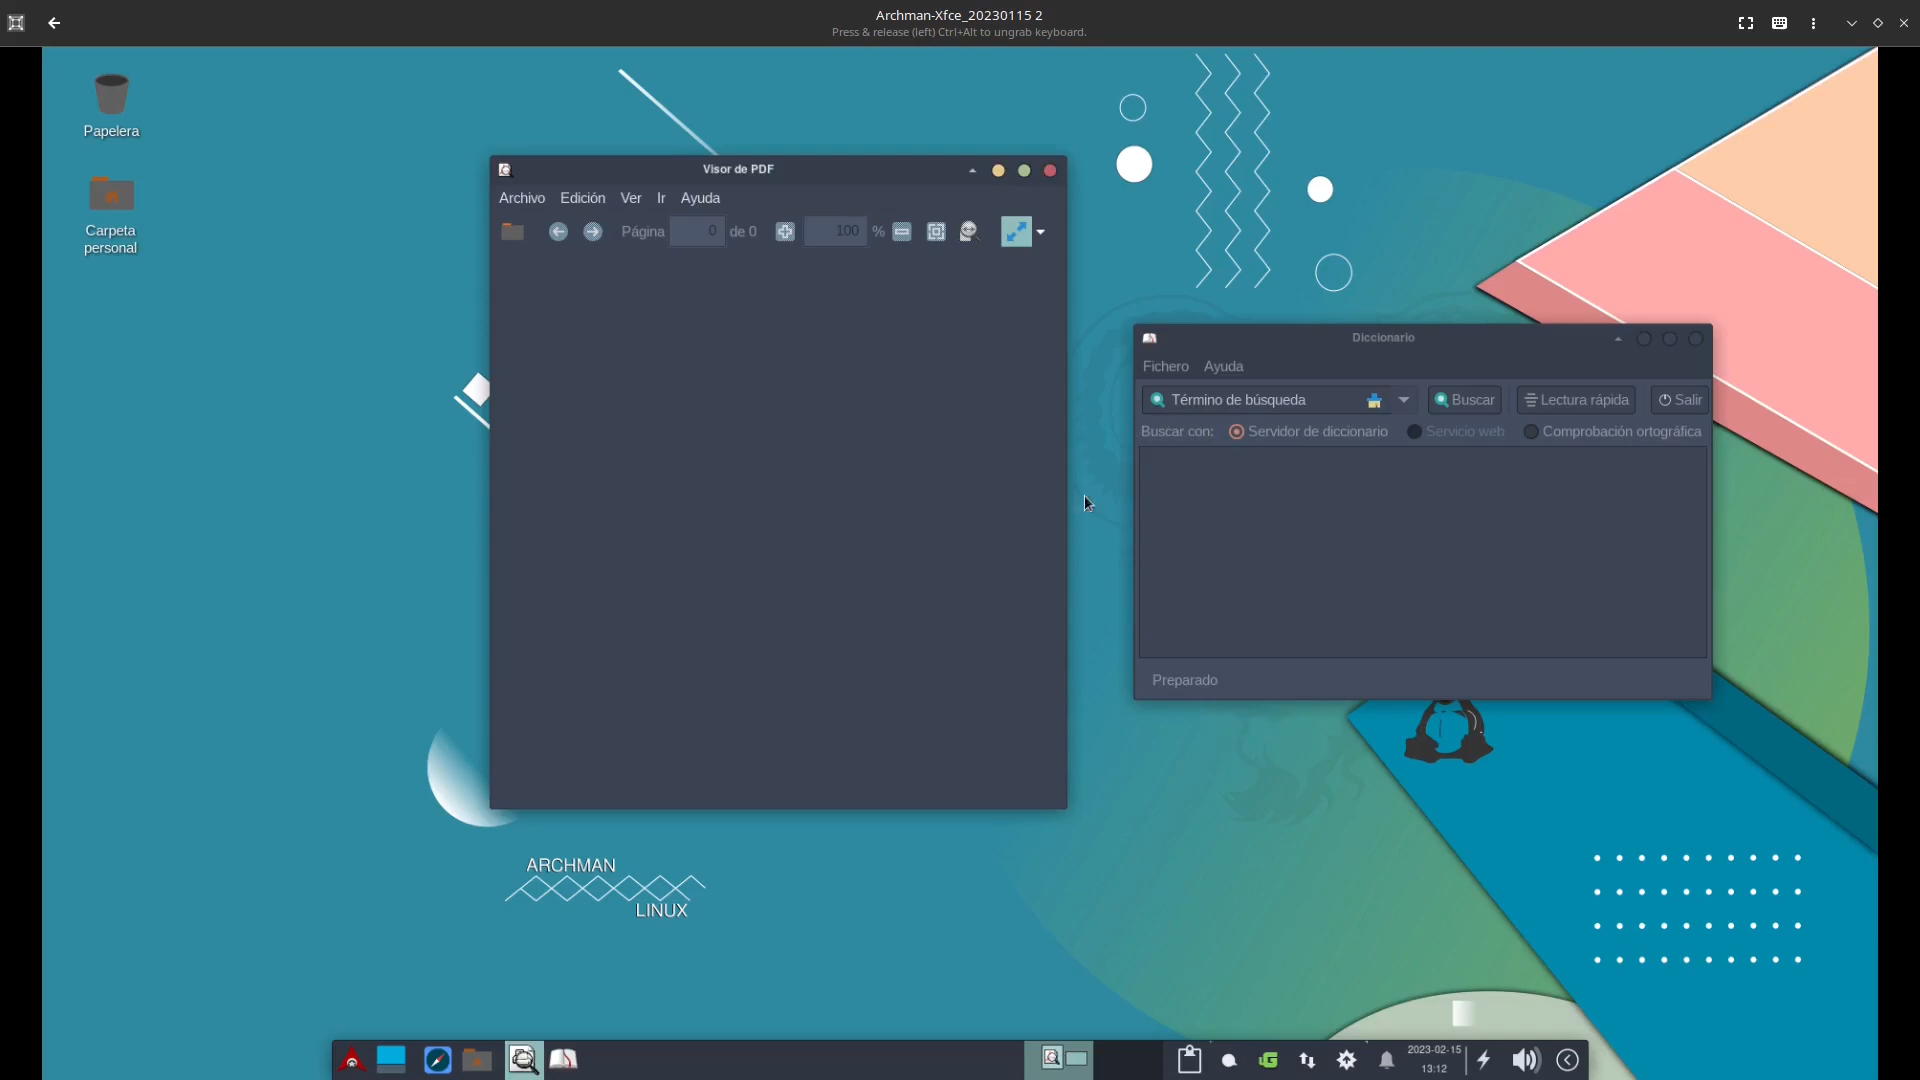 Archman-Xfce_20230115 2
Press & release (left) Ctrl+Alt to ungrab keyboard.
Papelera
Carpeta
personal
Visor de PDF
Archivo Edición Ver Ir Ayuda
Página 0 de 0 100 %
Diccionario
Fichero Ayuda
Término de búsqueda Buscar Lectura rápida Salir
Buscar con: Servidor de diccionario Servicio web Comprobación ortográfica
Preparado
ARCHMAN
LINUX
2023-02-15
13:12